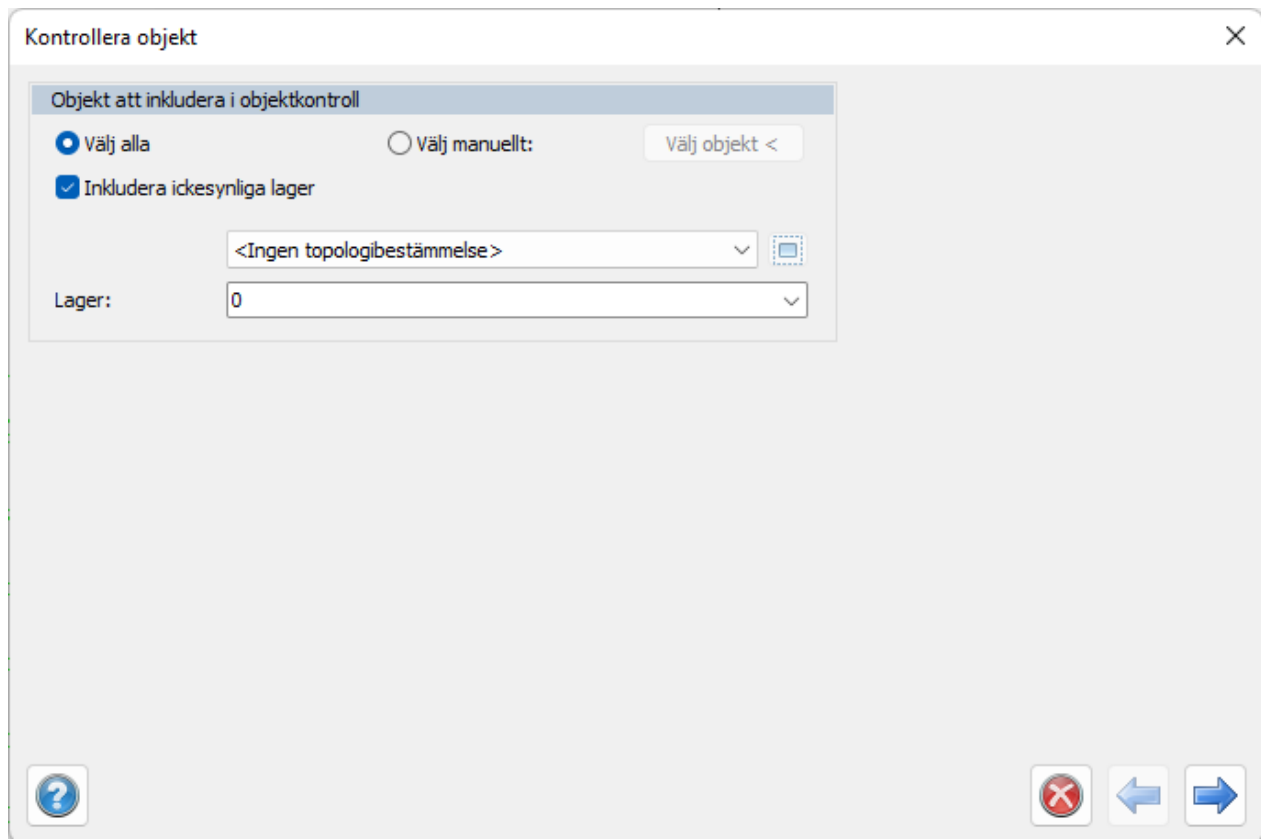 Kontrollera objekt
Objekt att inkludera i objektkontroll
Välj alla
Välj manuellt:
Välj objekt <
Inkludera ickesynliga lager
<Ingen topologibestämmelse>
Lager:
0